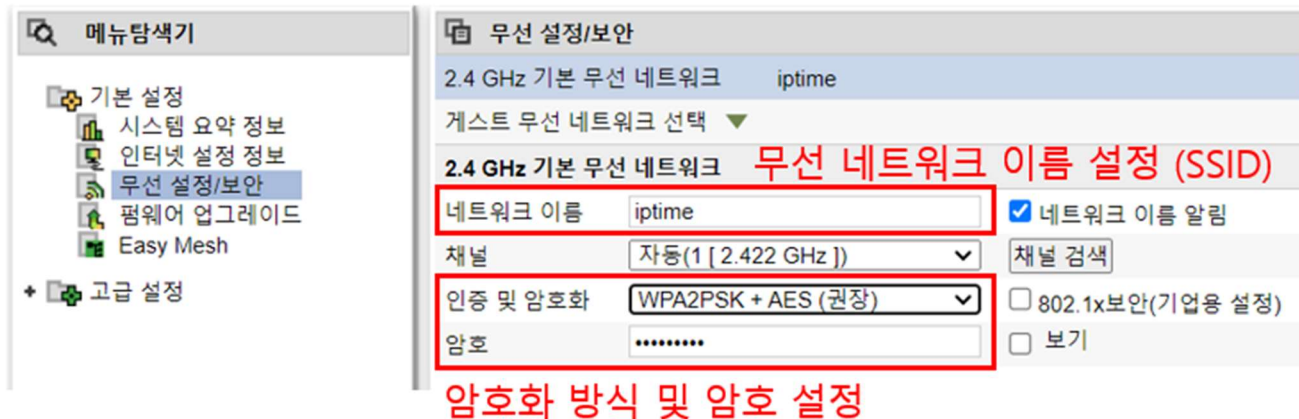 메뉴탐색기
기본 설정
시스템 요약 정보
인터넷 설정 정보
무선 설정/보안
펌웨어 업그레이드
Easy Mesh
+ 고급 설정
무선 설정/보안
2.4 GHz 기본 무선 네트워크 iptime
게스트 무선 네트워크 선택 ▼
2.4 GHz 기본 무선 네트워크 무선 네트워크 이름 설정 (SSID)
네트워크 이름 iptime 네트워크 이름 알림
채널 자동(1 [ 2.422 GHz ]) 채널 검색
인증 및 암호화 WPA2PSK + AES (권장) 802.1x보안(기업용 설정)
암호 ••••••••• 보기
암호화 방식 및 암호 설정